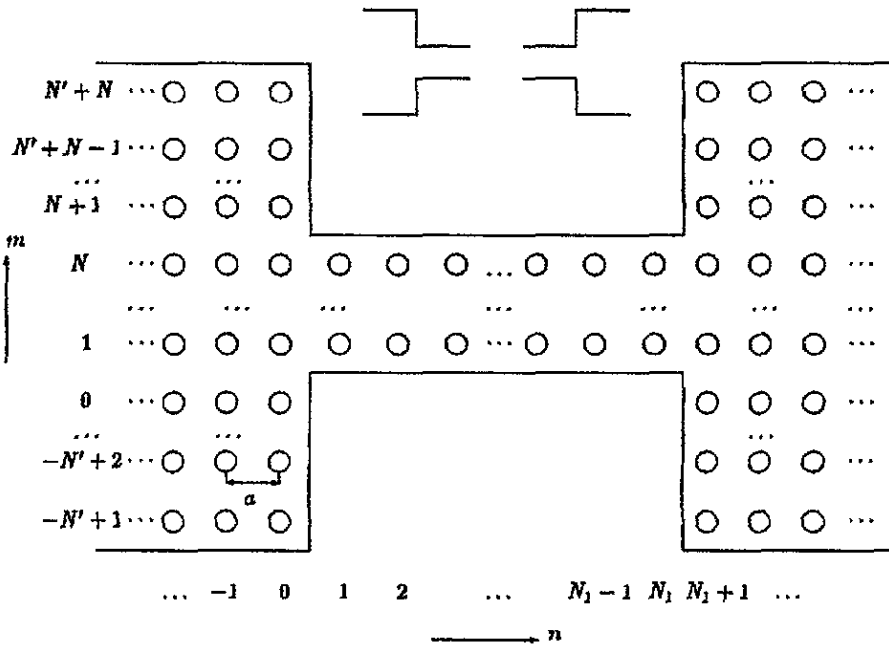 N′ + N ···
···
N′ + N − 1 ···
···
... ... ...
N + 1 ···
···
m
N ··· ... ···
... ... ... ... ... ... ...
1 ··· ... ···
0 ··· ···
... ... ...
−N′ + 2 ··· ···
a
−N′ + 1 ··· ···
... −1 0 1 2 ... N₁ − 1 N₁ N₁ + 1 ...
n